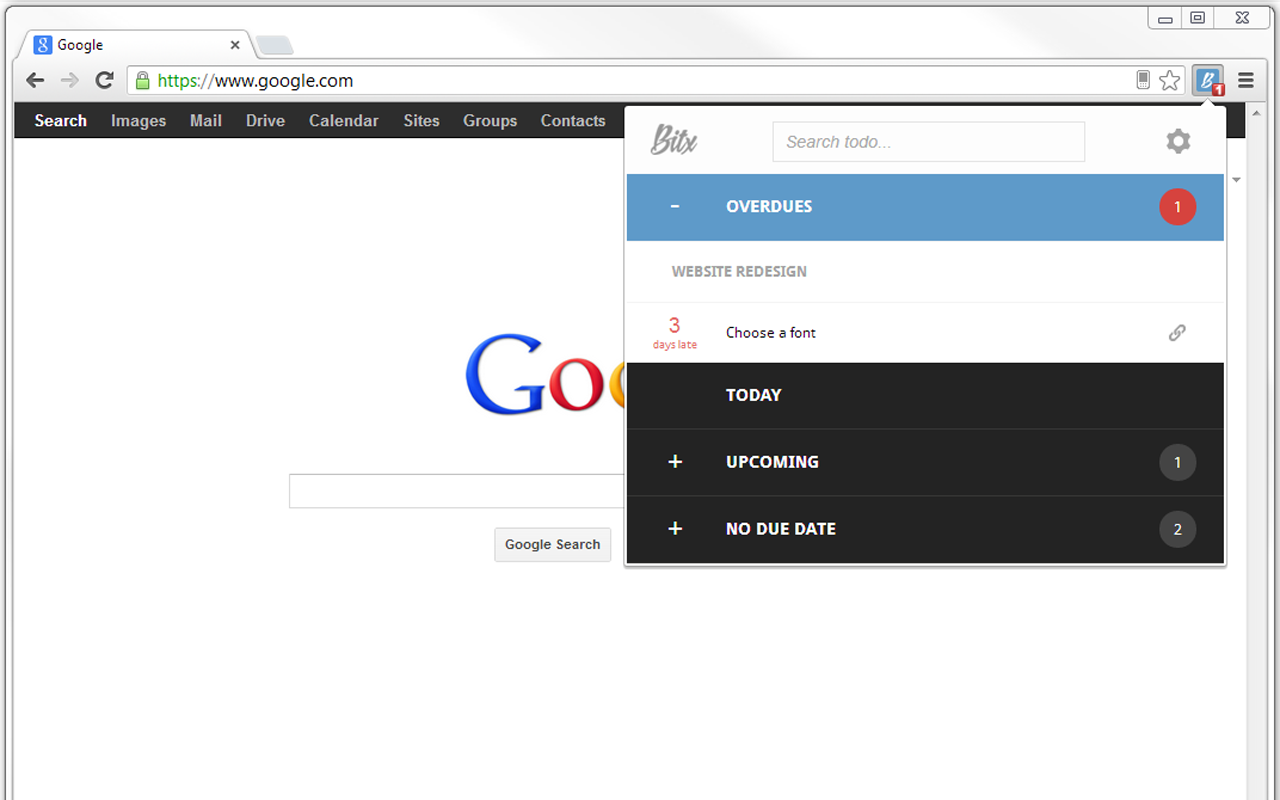 Google
https://www.google.com
B 1
Search Images Mail Drive Calendar Sites Groups Contacts
Bitx
Search todo...
- OVERDUES 1
WEBSITE REDESIGN
3
days late
Choose a font
Goo
TODAY
+ UPCOMING 1
+ NO DUE DATE 2
Google Search